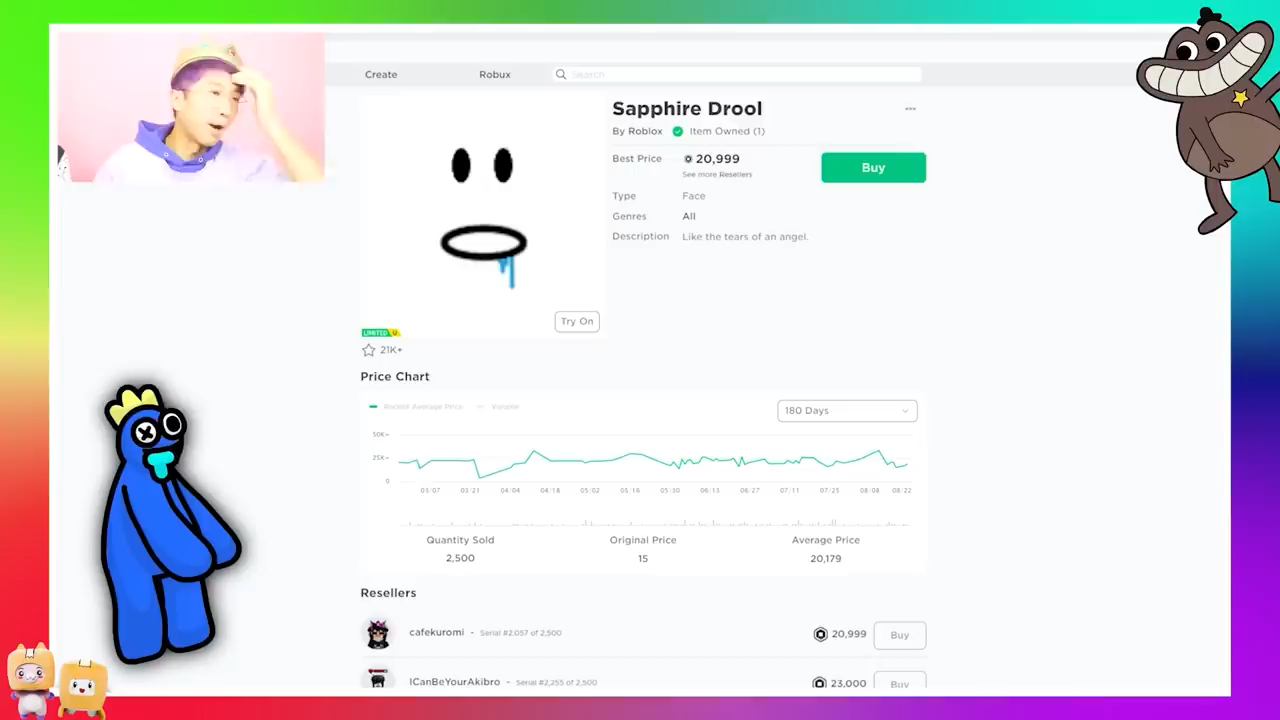 Create
Robux
Search
Sapphire Drool
By Roblox Item Owned (1)
Best Price 20,999
See more Resellers
Buy
Type Face
Genres All
Description Like the tears of an angel.
Try On
LIMITED U
21K+
Price Chart
Recent Average Price Volume
180 Days
50K+
25K+
0
03/07 03/21 04/04 04/18 05/02 05/16 05/30 06/13 06/27 07/11 07/25 08/08 08/22
Quantity Sold Original Price Average Price
2,500 15 20,179
Resellers
cafekuromi - Serial #2,057 of 2,500 20,999 Buy
ICanBeYourAkibro - Serial #2,255 of 2,500 23,000 Buy